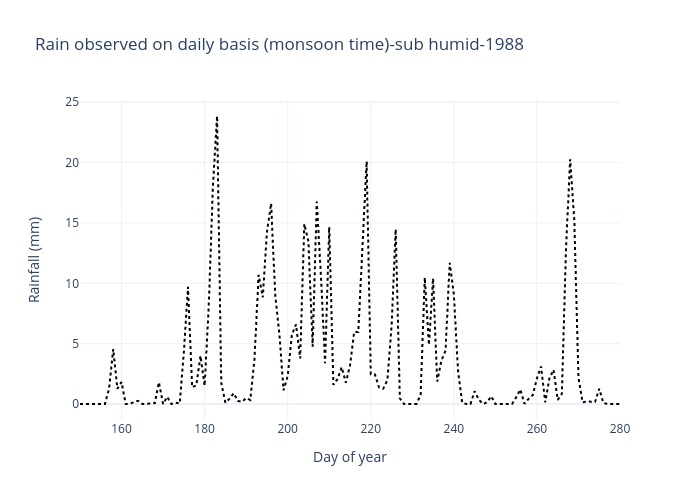 Rain observed on daily basis (monsoon time)-sub humid-1988
25
20
15
10
5
0
Rainfall (mm)
160 180 200 220 240 260 280
Day of year